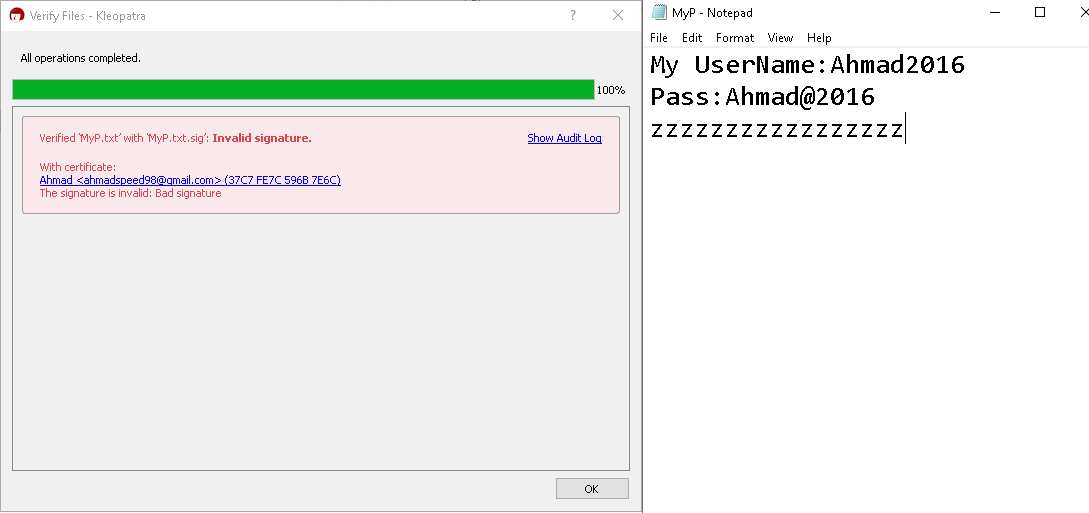 Verify Files - Kleopatra
?
All operations completed.
100%
Verified 'MyP.txt' with 'MyP.txt.sig': Invalid signature.
Show Audit Log
With certificate:
Ahmad <ahmadspeed98@gmail.com> (37C7 FE7C 596B 7E6C)
The signature is invalid: Bad signature
OK
MyP - Notepad
File Edit Format View Help
My UserName:Ahmad2016
Pass:Ahmad@2016
zzzzzzzzzzzzzzzzz